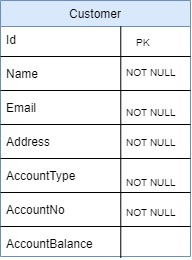 Customer
Id PK
Name NOT NULL
Email NOT NULL
Address NOT NULL
AccountType NOT NULL
AccountNo NOT NULL
AccountBalance